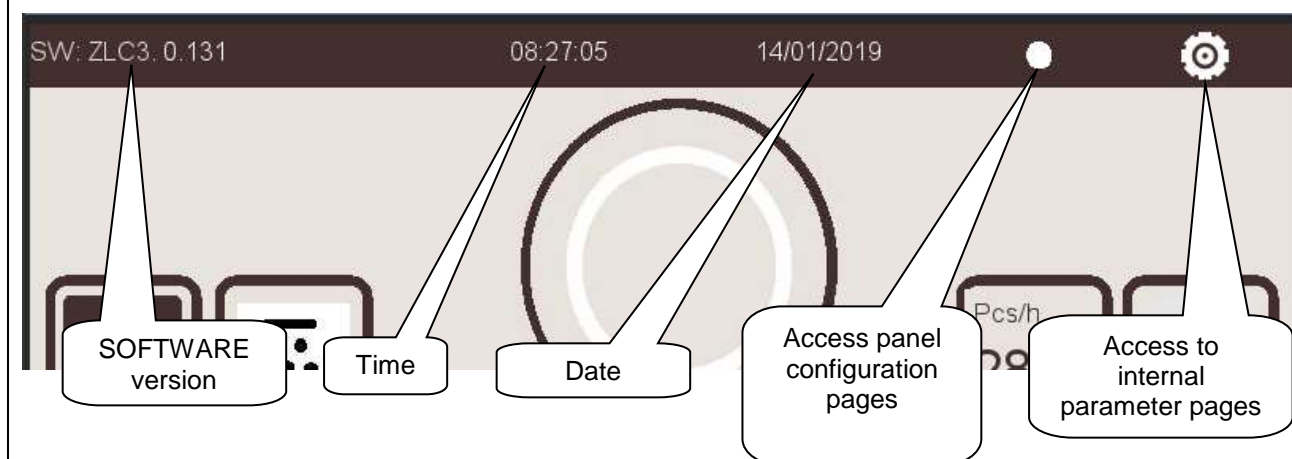 SW: ZLC3. 0.131 08:27:05 14/01/2019
Pcs/h
SOFTWARE
version
Time
Date
Access panel
configuration
pages
Access to
internal
parameter pages